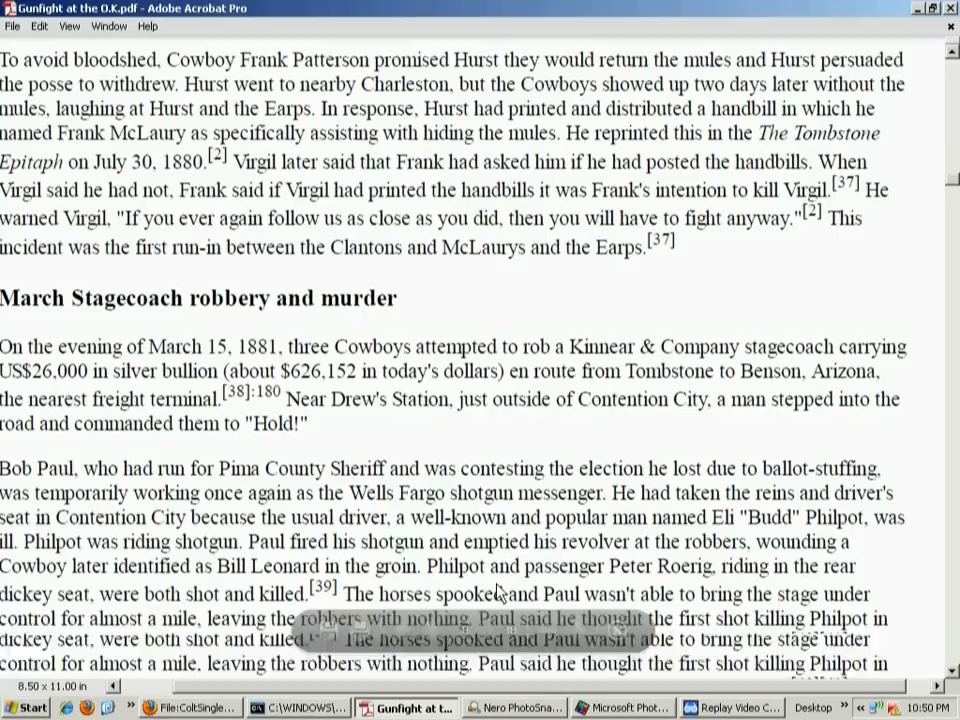 Gunfight at the O.K.pdf - Adobe Acrobat Pro
File Edit View Window Help
To avoid bloodshed, Cowboy Frank Patterson promised Hurst they would return the mules and Hurst persuaded
the posse to withdrew. Hurst went to nearby Charleston, but the Cowboys showed up two days later without the
mules, laughing at Hurst and the Earps. In response, Hurst had printed and distributed a handbill in which he
named Frank McLaury as specifically assisting with hiding the mules. He reprinted this in the The Tombstone
Epitaph on July 30, 1880.[2] Virgil later said that Frank had asked him if he had posted the handbills. When
Virgil said he had not, Frank said if Virgil had printed the handbills it was Frank's intention to kill Virgil.[37] He
warned Virgil, "If you ever again follow us as close as you did, then you will have to fight anyway."[2] This
incident was the first run-in between the Clantons and McLaurys and the Earps.[37]
March Stagecoach robbery and murder
On the evening of March 15, 1881, three Cowboys attempted to rob a Kinnear & Company stagecoach carrying
US$26,000 in silver bullion (about $626,152 in today's dollars) en route from Tombstone to Benson, Arizona,
the nearest freight terminal.[38]:180 Near Drew's Station, just outside of Contention City, a man stepped into the
road and commanded them to "Hold!"
Bob Paul, who had run for Pima County Sheriff and was contesting the election he lost due to ballot-stuffing,
was temporarily working once again as the Wells Fargo shotgun messenger. He had taken the reins and driver's
seat in Contention City because the usual driver, a well-known and popular man named Eli "Budd" Philpot, was
ill. Philpot was riding shotgun. Paul fired his shotgun and emptied his revolver at the robbers, wounding a
Cowboy later identified as Bill Leonard in the groin. Philpot and passenger Peter Roerig, riding in the rear
dickey seat, were both shot and killed.[39] The horses spooked and Paul wasn't able to bring the stage under
control for almost a mile, leaving the robbers with nothing. Paul said he thought the first shot killing Philpot in
dickey seat, were both shot and killed. The horses spooked and Paul wasn't able to bring the stage under
control for almost a mile, leaving the robbers with nothing. Paul said he thought the first shot killing Philpot in
8.50 x 11.00 in
Start » File:ColtSingle... C:\WINDOWS\... Gunfight at t... Nero PhotoSna... Microsoft Phot... Replay Video C... Desktop » « 10:50 PM